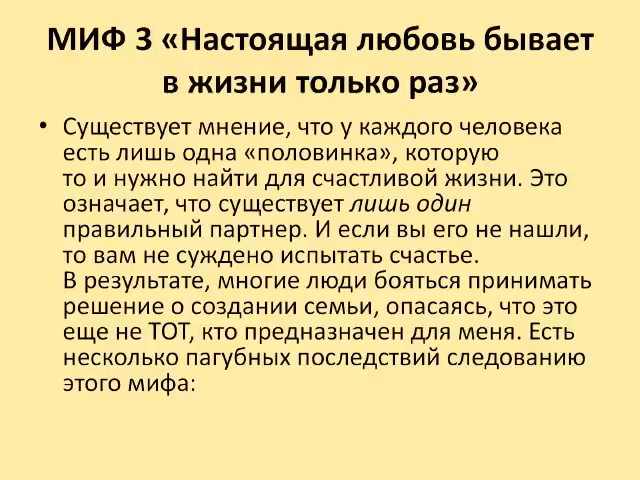 МИФ 3 «Настоящая любовь бывает
в жизни только раз»
• Существует мнение, что у каждого человека
есть лишь одна «половинка», которую
то и нужно найти для счастливой жизни. Это
означает, что существует лишь один
правильный партнер. И если вы его не нашли,
то вам не суждено испытать счастье.
В результате, многие люди бояться принимать
решение о создании семьи, опасаясь, что это
еще не ТОТ, кто предназначен для меня. Есть
несколько пагубных последствий следованию
этого мифа: